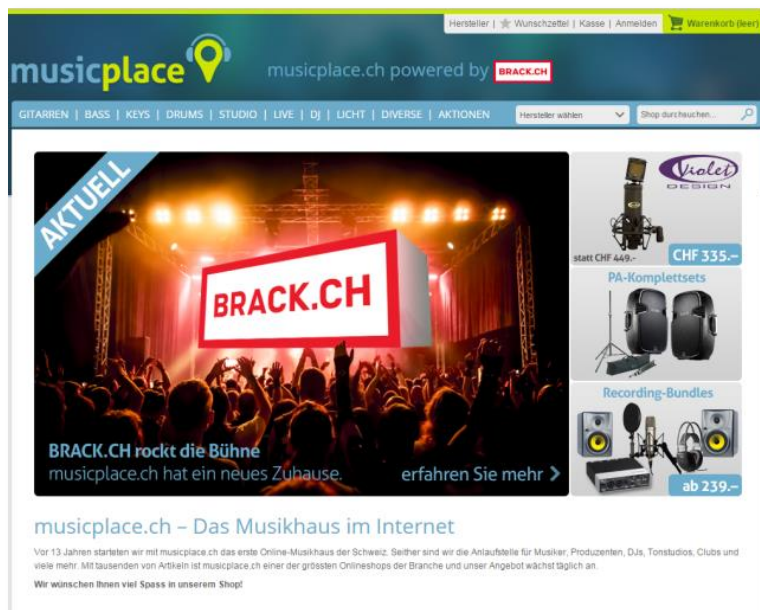 Hersteller | Wunschzettel | Kasse | Anmelden Warenkorb (leer)
musicplace
musicplace.ch powered by BRACK.CH
GITARREN | BASS | KEYS | DRUMS | STUDIO | LIVE | DJ | LICHT | DIVERSE | AKTIONEN
Hersteller wählen
Shop durchsuchen...
AKTUELL
BRACK.CH
BRACK.CH rockt die Bühne
musicplace.ch hat ein neues Zuhause.
erfahren Sie mehr
Violet
DESIGN
statt CHF 449.-
CHF 335.–
PA-Komplettsets
Recording-Bundles
ab 239.–
musicplace.ch – Das Musikhaus im Internet
Vor 13 Jahren starteten wir mit musicplace.ch das erste Online-Musikhaus der Schweiz. Seither sind wir die Anlaufstelle für Musiker, Produzenten, DJs, Tonstudios, Clubs und
viele mehr. Mit tausenden von Artikeln ist musicplace.ch einer der grössten Onlineshops der Branche und unser Angebot wächst täglich an.
Wir wünschen Ihnen viel Spass in unserem Shop!